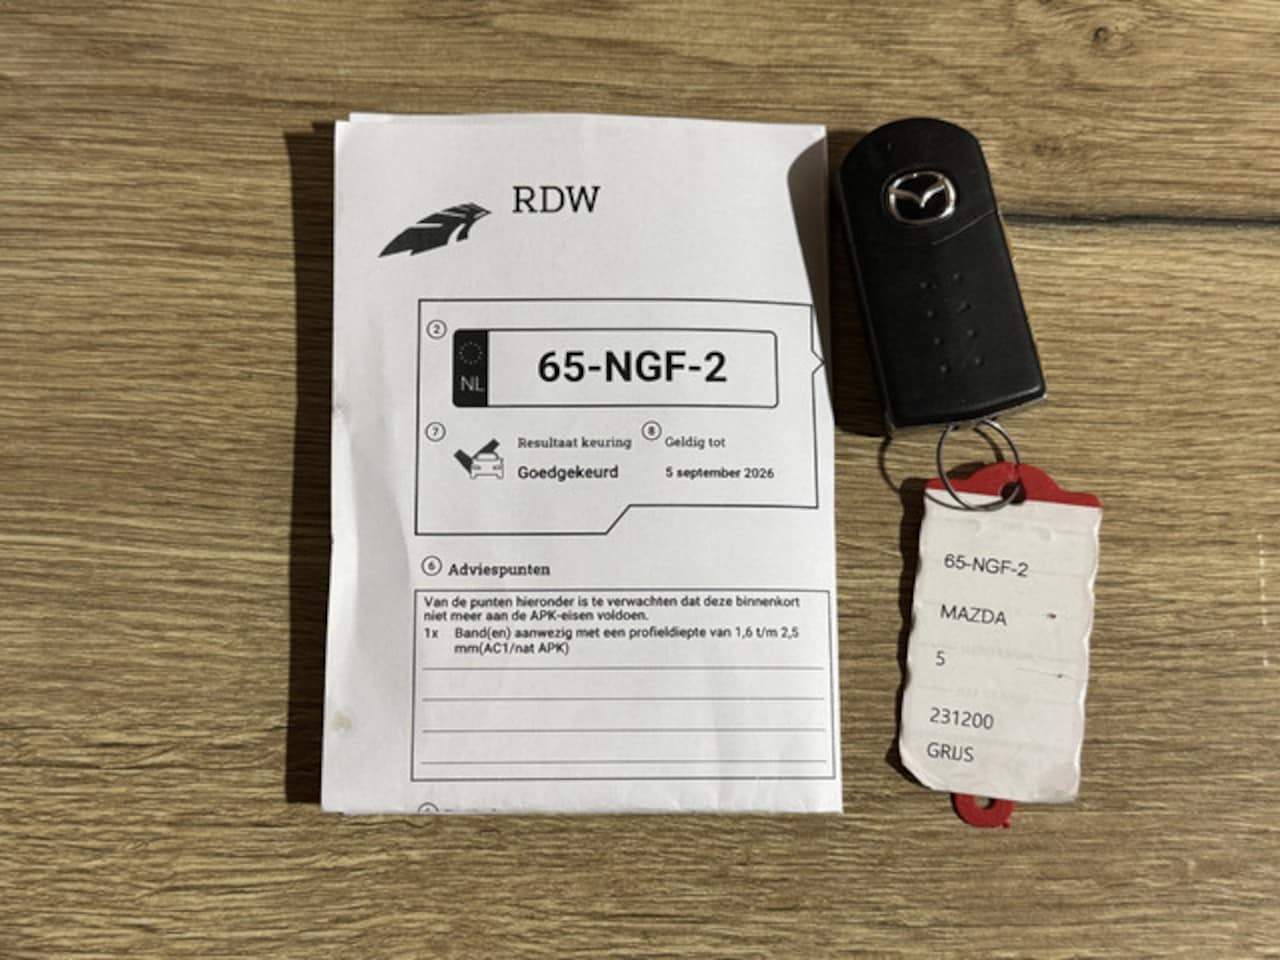 RDW
2
NL
65-NGF-2
7
Resultaat keuring
Goedgekeurd
8
Geldig tot
5 september 2026
6 Adviespunten
Van de punten hieronder is te verwachten dat deze binnenkort
niet meer aan de APK-eisen voldoen.
1x Band(en) aanwezig met een profieldiepte van 1,6 t/m 2,5
mm(AC1/nat APK)
65-NGF-2
MAZDA
5
231200
GRIJS